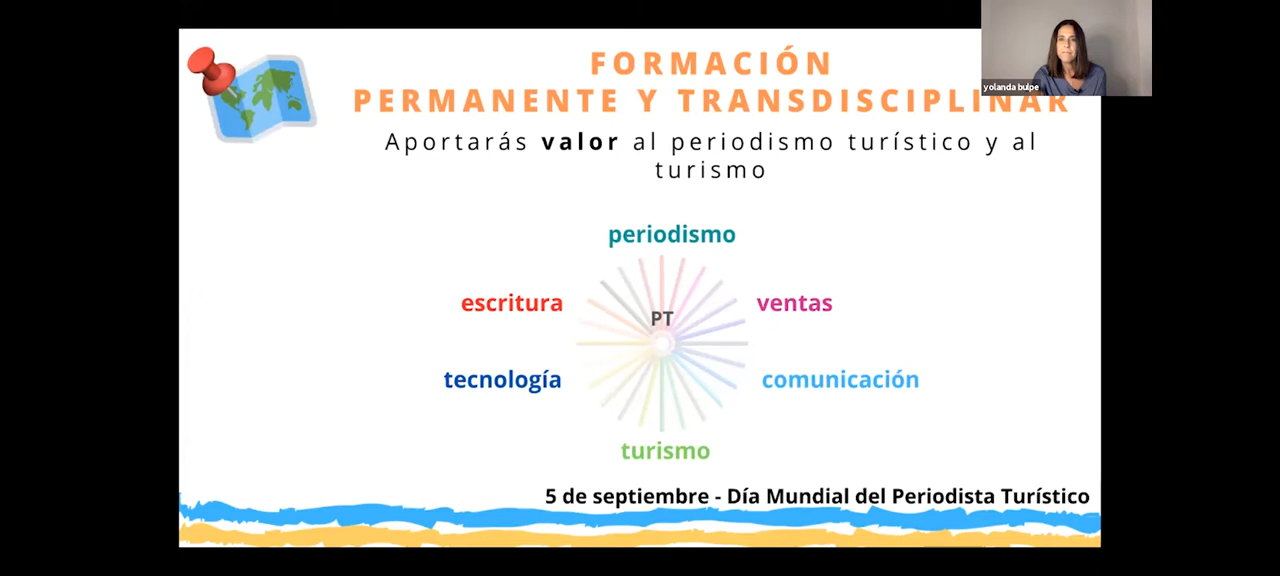 FORMACIÓN
PERMANENTE Y TRANSDISCIPLINAR
yolanda bulpe
Aportarás valor al periodismo turístico y al
turismo
periodismo
escritura
ventas
PT
tecnología
comunicación
turismo
5 de septiembre - Día Mundial del Periodista Turístico